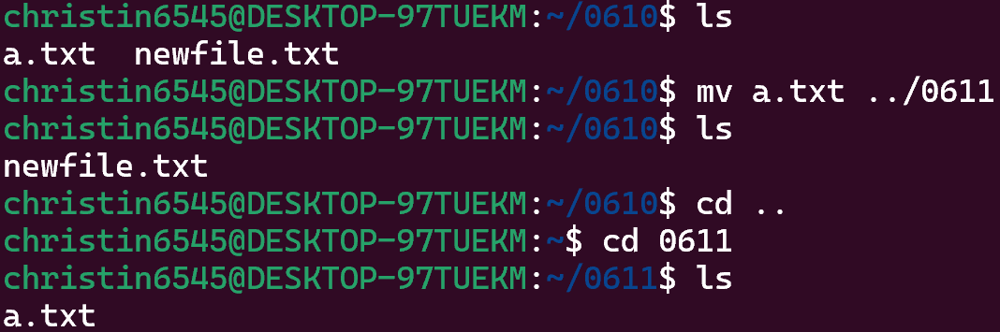 christin6545@DESKTOP-97TUEKM:~/0610$ ls
a.txt  newfile.txt
christin6545@DESKTOP-97TUEKM:~/0610$ mv a.txt ../0611
christin6545@DESKTOP-97TUEKM:~/0610$ ls
newfile.txt
christin6545@DESKTOP-97TUEKM:~/0610$ cd ..
christin6545@DESKTOP-97TUEKM:~$ cd 0611
christin6545@DESKTOP-97TUEKM:~/0611$ ls
a.txt